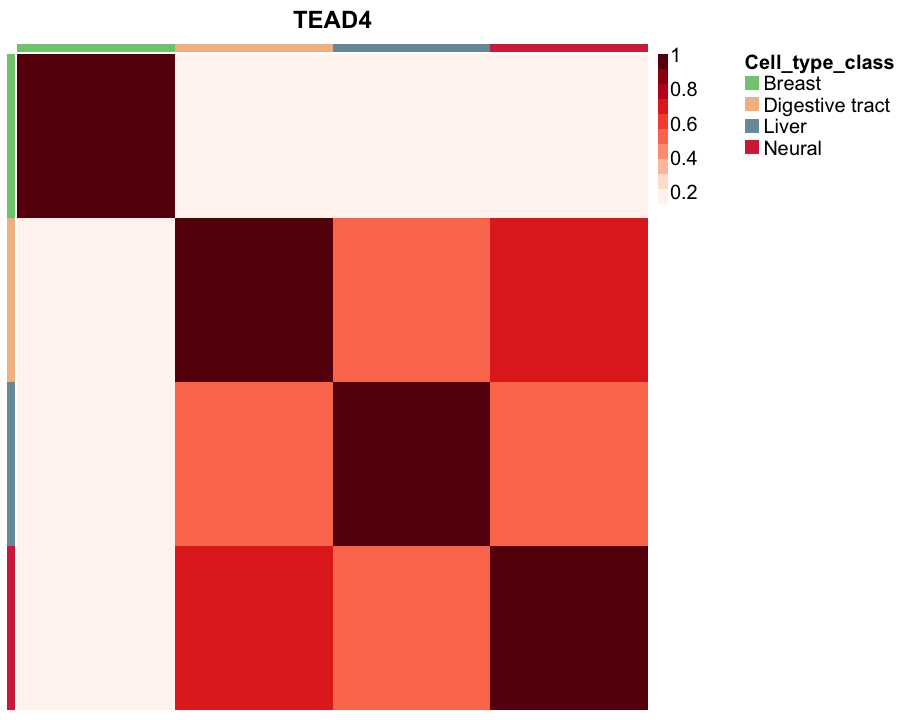 TEAD4
1
0.8
0.6
0.4
0.2
Cell_type_class
Breast
Digestive tract
Liver
Neural